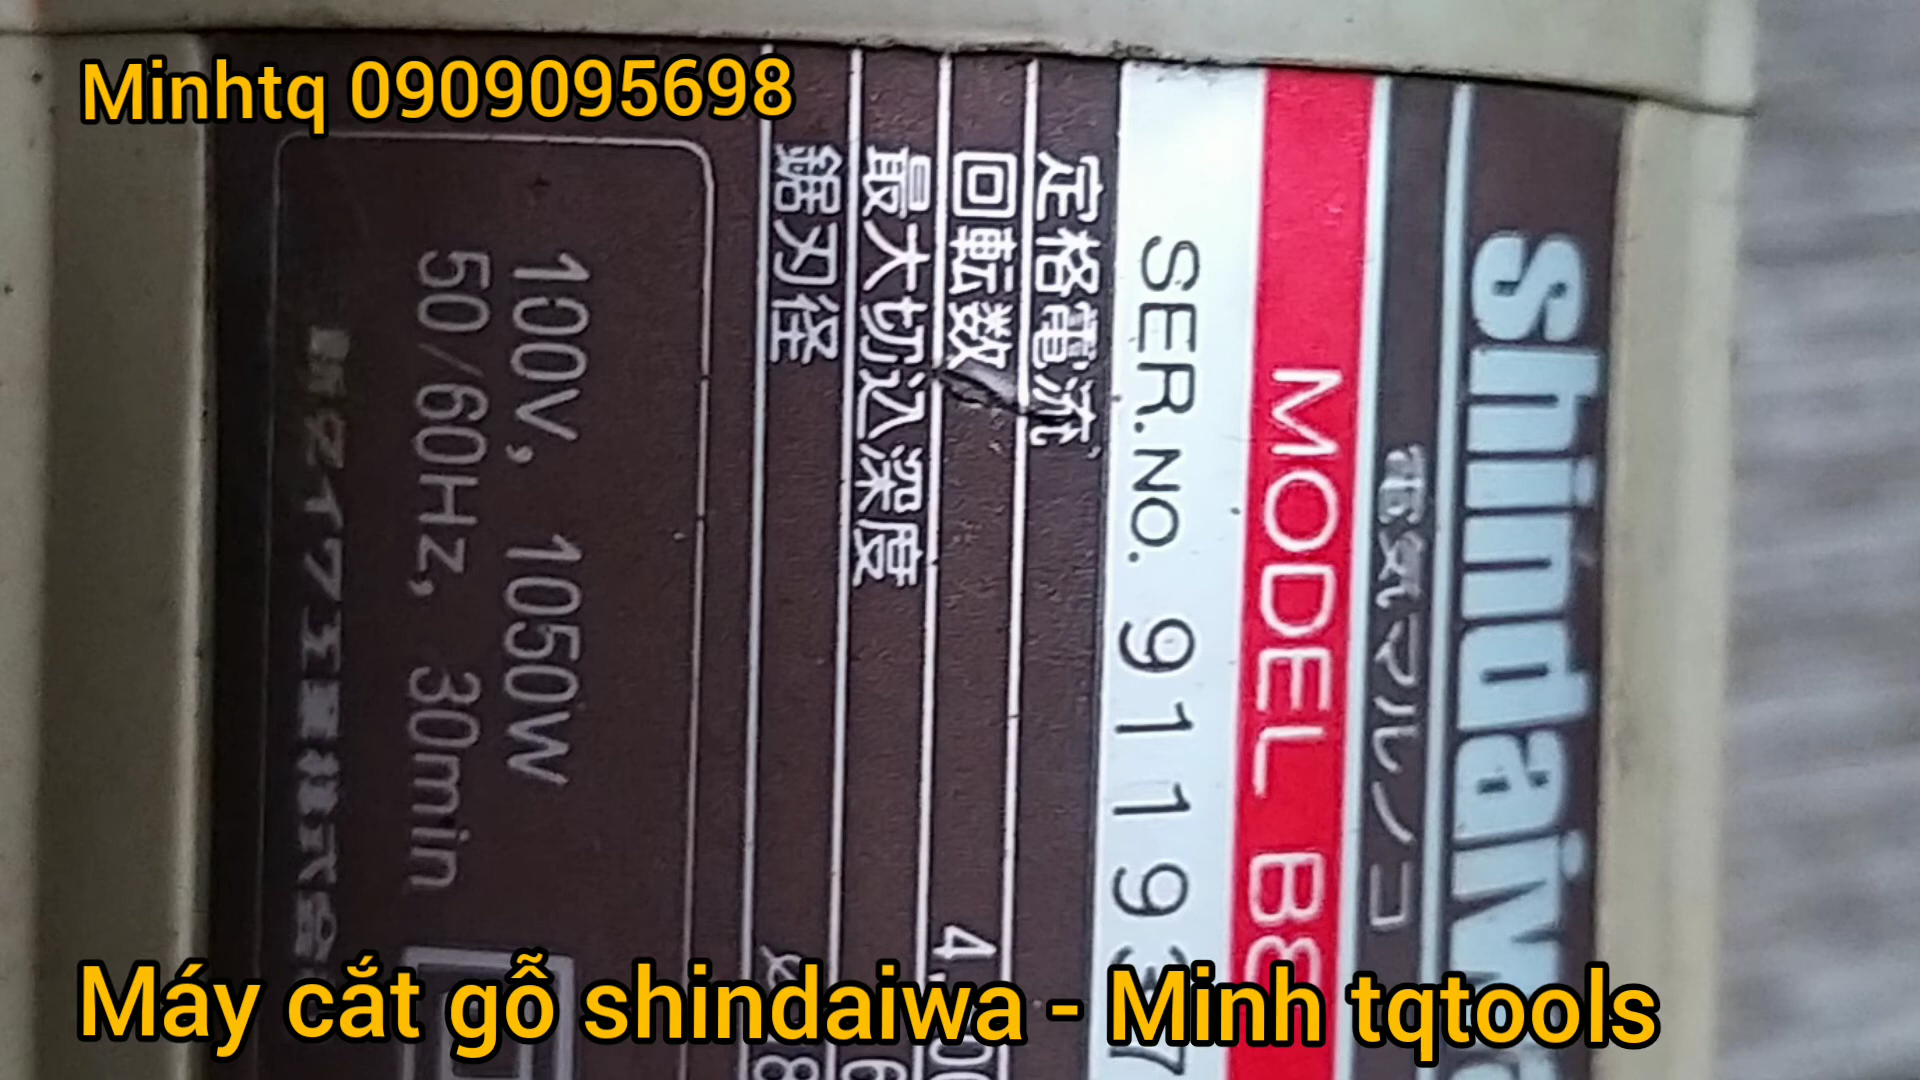 Minhtq 0909095698
shindaiwa
電気マルノコ
MODEL B8
SER.NO. 911937
定格電流
回転数
最大切込深度
鋸刃径
100V, 1050W
50/60Hz, 30min
Máy cắt gỗ shindaiwa - Minh tqtools